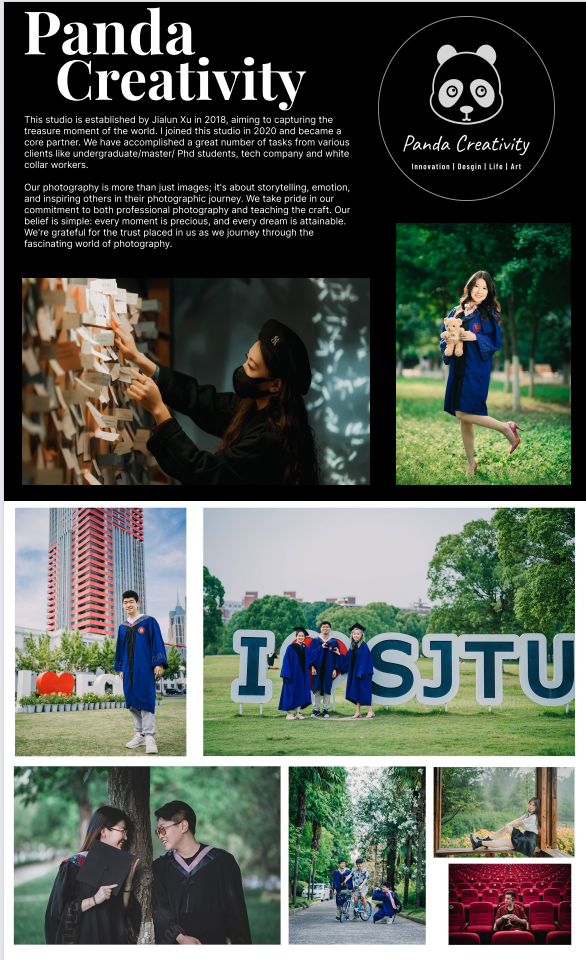 Panda
Creativity
This studio is established by Jialun Xu in 2018, aiming to capturing the
treasure moment of the world. I joined this studio in 2020 and became a
core partner. We have accomplished a great number of tasks from various
clients like undergraduate/master/ Phd students, tech company and white
collar workers.
Our photography is more than just images; it's about storytelling, emotion,
and inspiring others in their photographic journey. We take pride in our
commitment to both professional photography and teaching the craft. Our
belief is simple: every moment is precious, and every dream is attainable.
We're grateful for the trust placed in us as we journey through the
fascinating world of photography.
Panda Creativity
Innovation | Desgin | Life | Art
I
SJTU